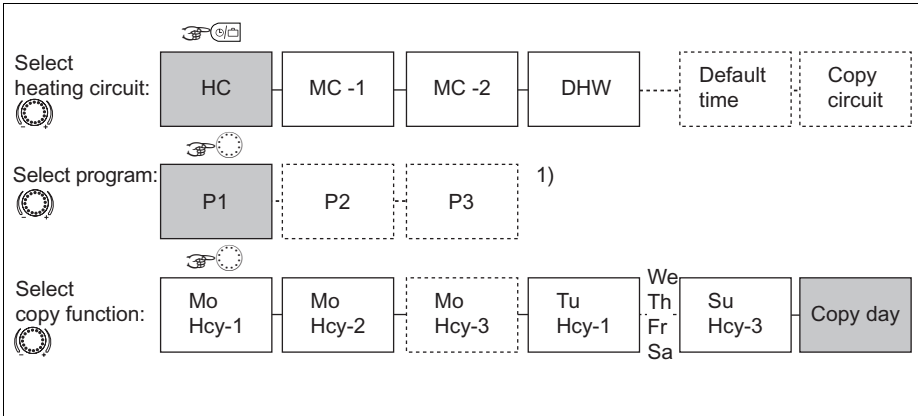 Select
heating circuit:
HC
MC -1
MC -2
DHW
Default
time
Copy
circuit
Select program:
P1
P2
P3
1)
Select
copy function:
Mo
Hcy-1
Mo
Hcy-2
Mo
Hcy-3
Tu
Hcy-1
We
Th
Fr
Sa
Su
Hcy-3
Copy day